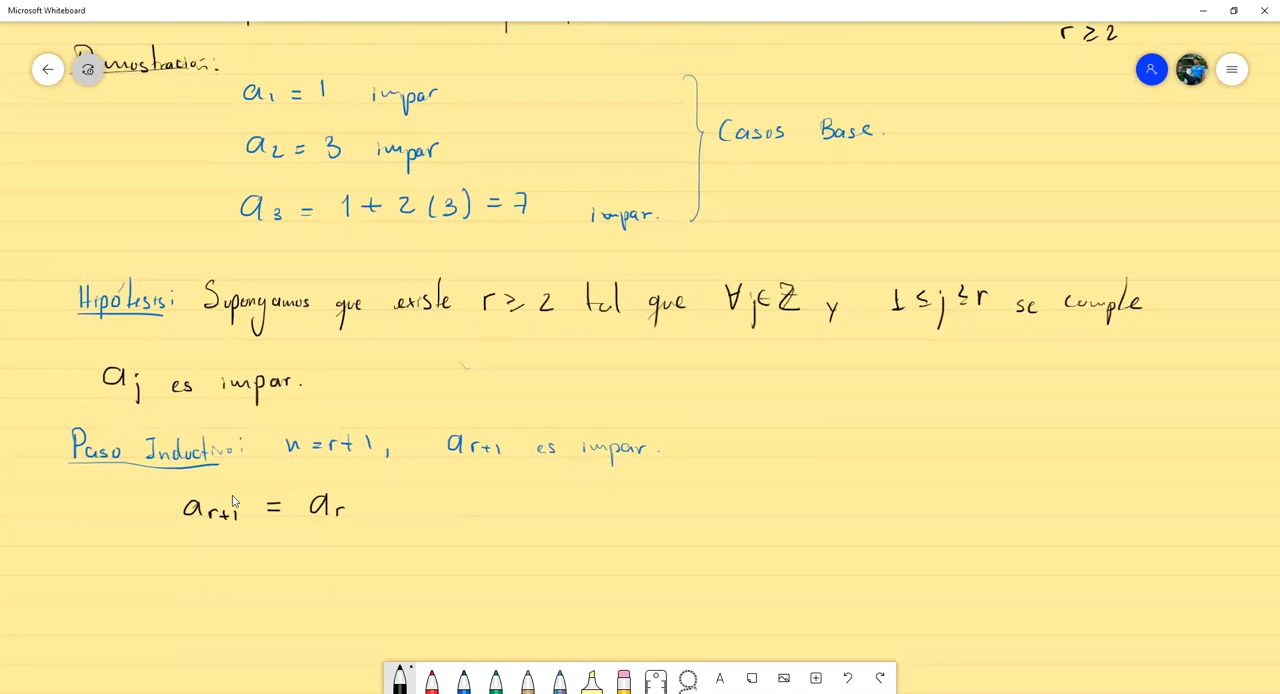 Microsoft Whiteboard
r ≥ 2
Demostración:
a₁ = 1 impar
a₂ = 3 impar
a₃ = 1 + 2(3) = 7 impar.
Casos Base.
Hipótesis: Supongamos que existe r ≥ 2 tal que ∀j∈ℤ y 1 ≤ j ≤ r se cumple
aⱼ es impar.
Paso Inductivo: n = r+1, aᵣ₊₁ es impar.
aᵣ₊₁ = aᵣ
A